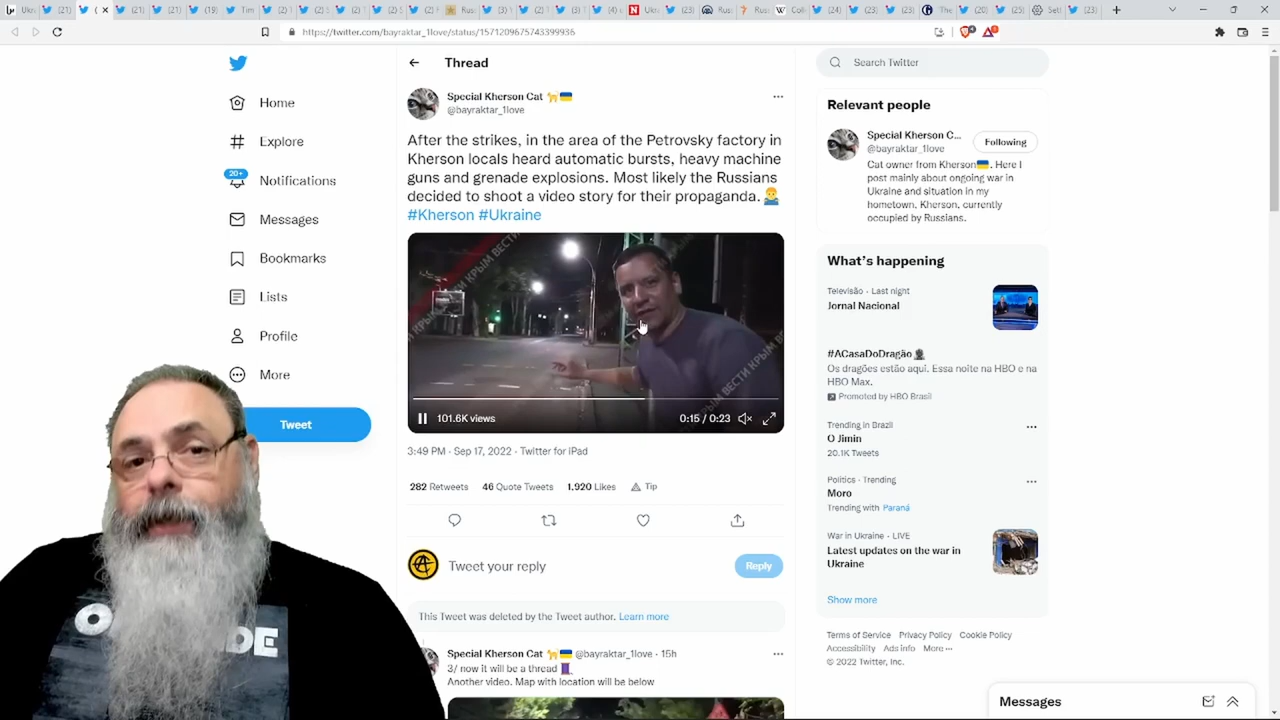 https://twitter.com/bayraktar_1love/status/1571209675743399936
Home
Explore
20+
Notifications
Messages
Bookmarks
Lists
Profile
More
Tweet
Thread
Special Kherson Cat
@bayraktar_1love
After the strikes, in the area of the Petrovsky factory in
Kherson locals heard automatic bursts, heavy machine
guns and grenade explosions. Most likely the Russians
decided to shoot a video story for their propaganda.
#Kherson #Ukraine
ВЕСТИ КРЫМ
101.6K views
0:15 / 0:23
3:49 PM · Sep 17, 2022 · Twitter for iPad
282 Retweets 46 Quote Tweets 1,920 Likes Tip
Tweet your reply
Reply
This Tweet was deleted by the Tweet author. Learn more
Special Kherson Cat @bayraktar_1love · 15h
3/ now it will be a thread
Another video. Map with location will be below
Search Twitter
Relevant people
Special Kherson C...
@bayraktar_1love
Following
Cat owner from Kherson. Here I
post mainly about ongoing war in
Ukraine and situation in my
hometown, Kherson, currently
occupied by Russians.
What's happening
Televisão · Last night
Jornal Nacional
#ACasaDoDragão
Os dragões estão aqui. Essa noite na HBO e na
HBO Max.
Promoted by HBO Brasil
Trending in Brazil
O Jimin
20.1K Tweets
Politics · Trending
Moro
Trending with Paraná
War in Ukraine · LIVE
Latest updates on the war in
Ukraine
Show more
Terms of Service Privacy Policy Cookie Policy
Accessibility Ads info More ···
© 2022 Twitter, Inc.
Messages